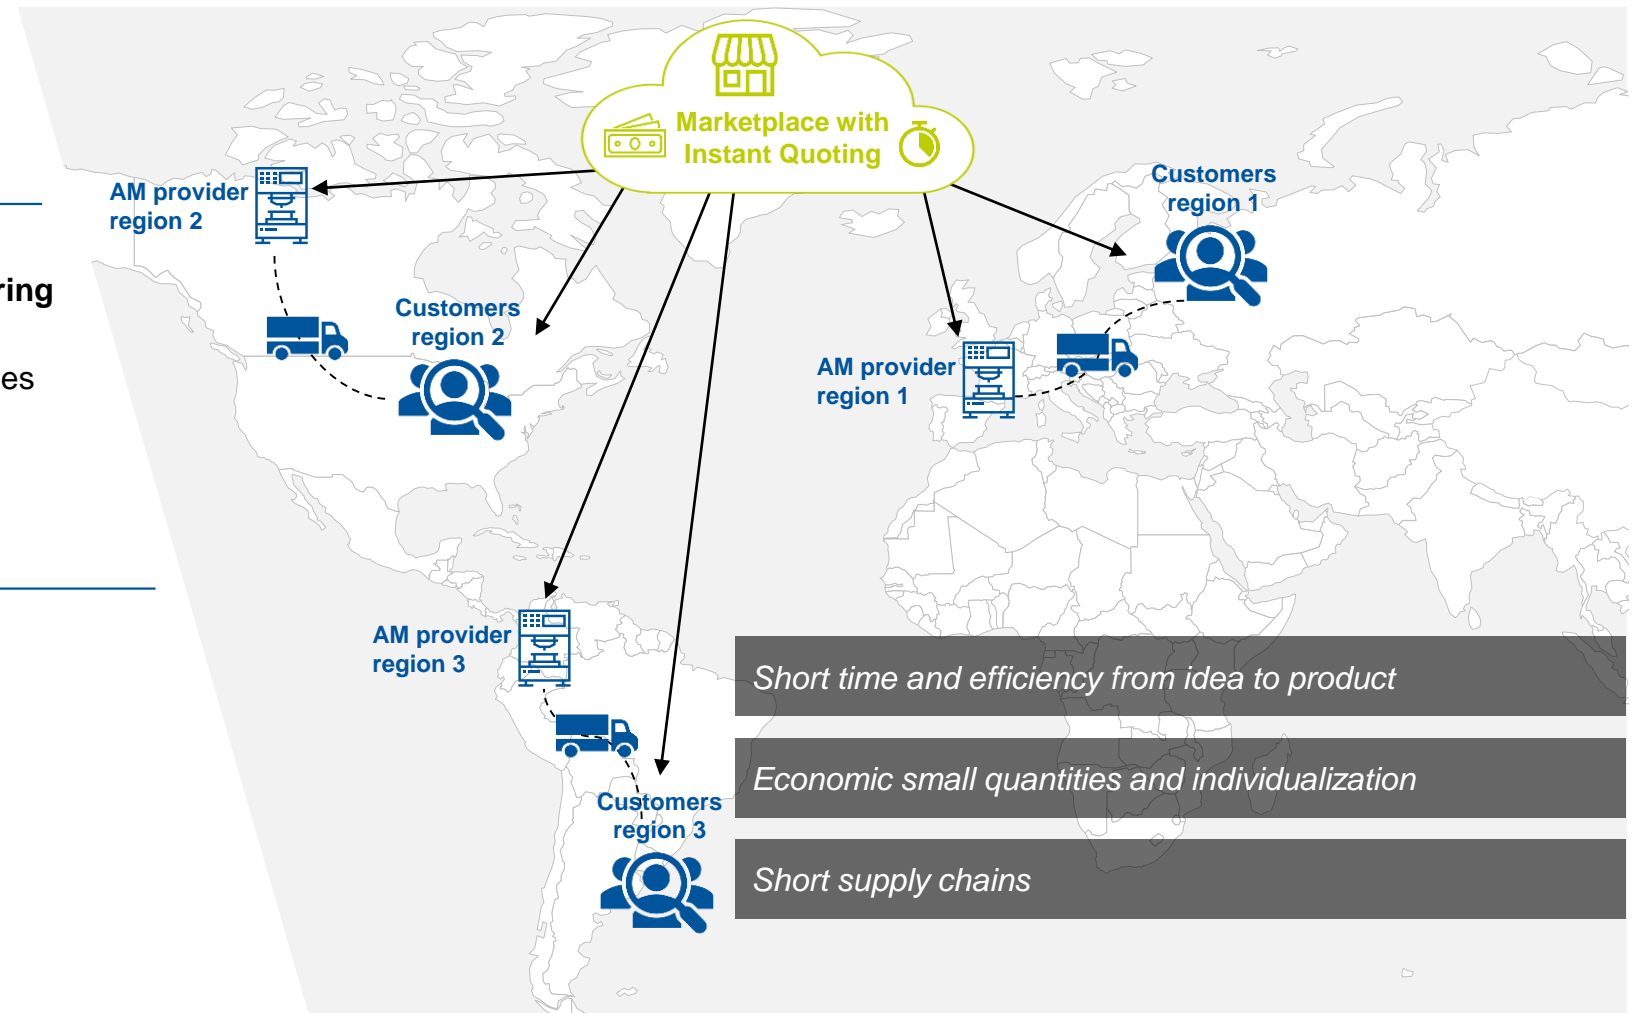 Marketplace with
Instant Quoting
AM provider
region 2
Customers
region 1
ring
Customers
region 2
es
AM provider
region 1
AM provider
region 3
Short time and efficiency from idea to product
Economic small quantities and individualization
Customers
region 3
Short supply chains